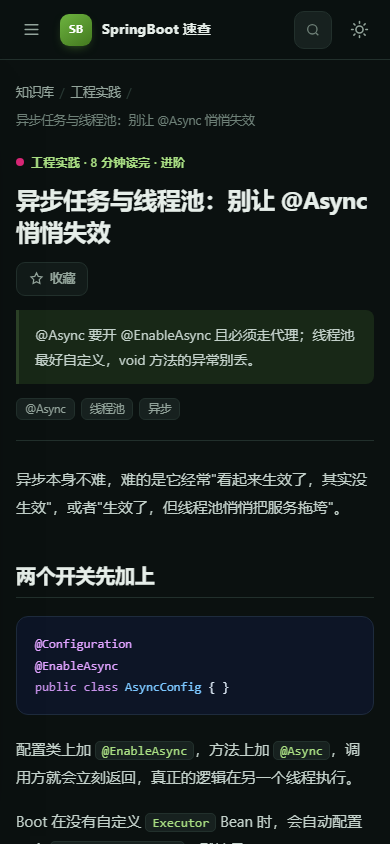 SB SpringBoot 速查
知识库 / 工程实践 /
异步任务与线程池：别让 @Async 悄悄失效
工程实践 · 8 分钟读完 · 进阶
异步任务与线程池：别让 @Async
悄悄失效
收藏
@Async 要开 @EnableAsync 且必须走代理；线程池
最好自定义，void 方法的异常别丢。
@Async 线程池 异步
异步本身不难，难的是它经常"看起来生效了，其实没
生效"，或者"生效了，但线程池悄悄把服务拖垮"。
两个开关先加上
@Configuration
@EnableAsync
public class AsyncConfig { }
配置类上加 @EnableAsync，方法上加 @Async，调
用方就会立刻返回，真正的逻辑在另一个线程执行。
Boot 在没有自定义 Executor Bean 时，会自动配置